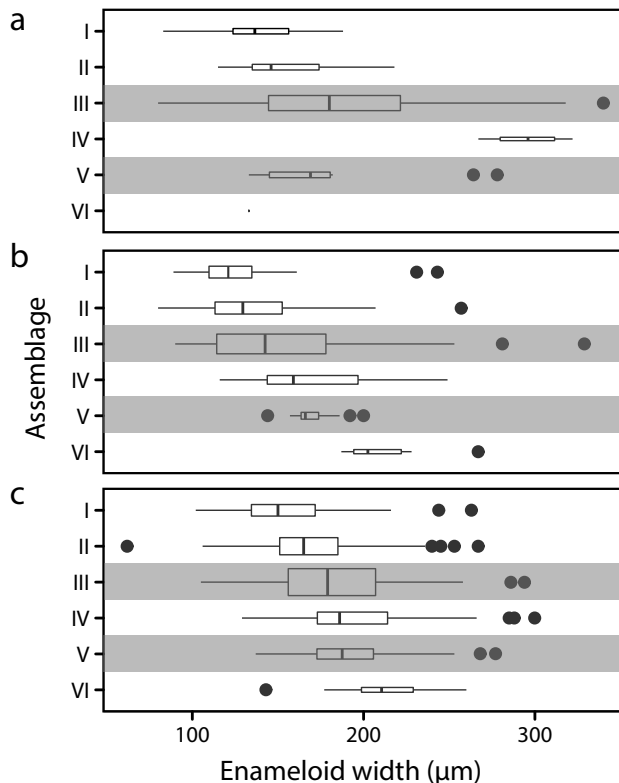 a
I
II
III
IV
V
VI
b
I
II
III
IV
V
VI
Assemblage
c
I
II
III
IV
V
VI
100 200 300
Enameloid width (μm)